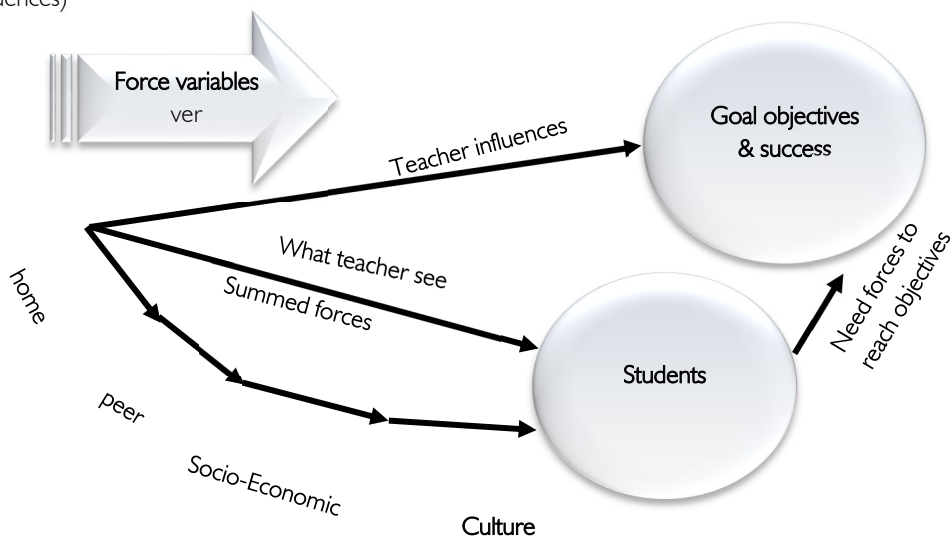 Force variables
ver
Goal objectives
& success
Teacher influences
What teacher see
Summed forces
Need forces to
reach objectives
home
Students
peer
Socio-Economic
Culture